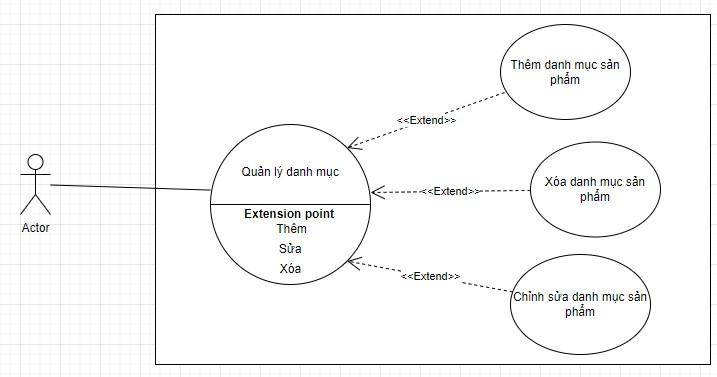 Thêm danh mục sản
phẩm
<<Extend>>
Quản lý danh mục
Extension point
Thêm
Sửa
Xóa
Actor
<<Extend>>
Xóa danh mục sản
phẩm
<<Extend>>
Chỉnh sửa danh mục sản
phẩm